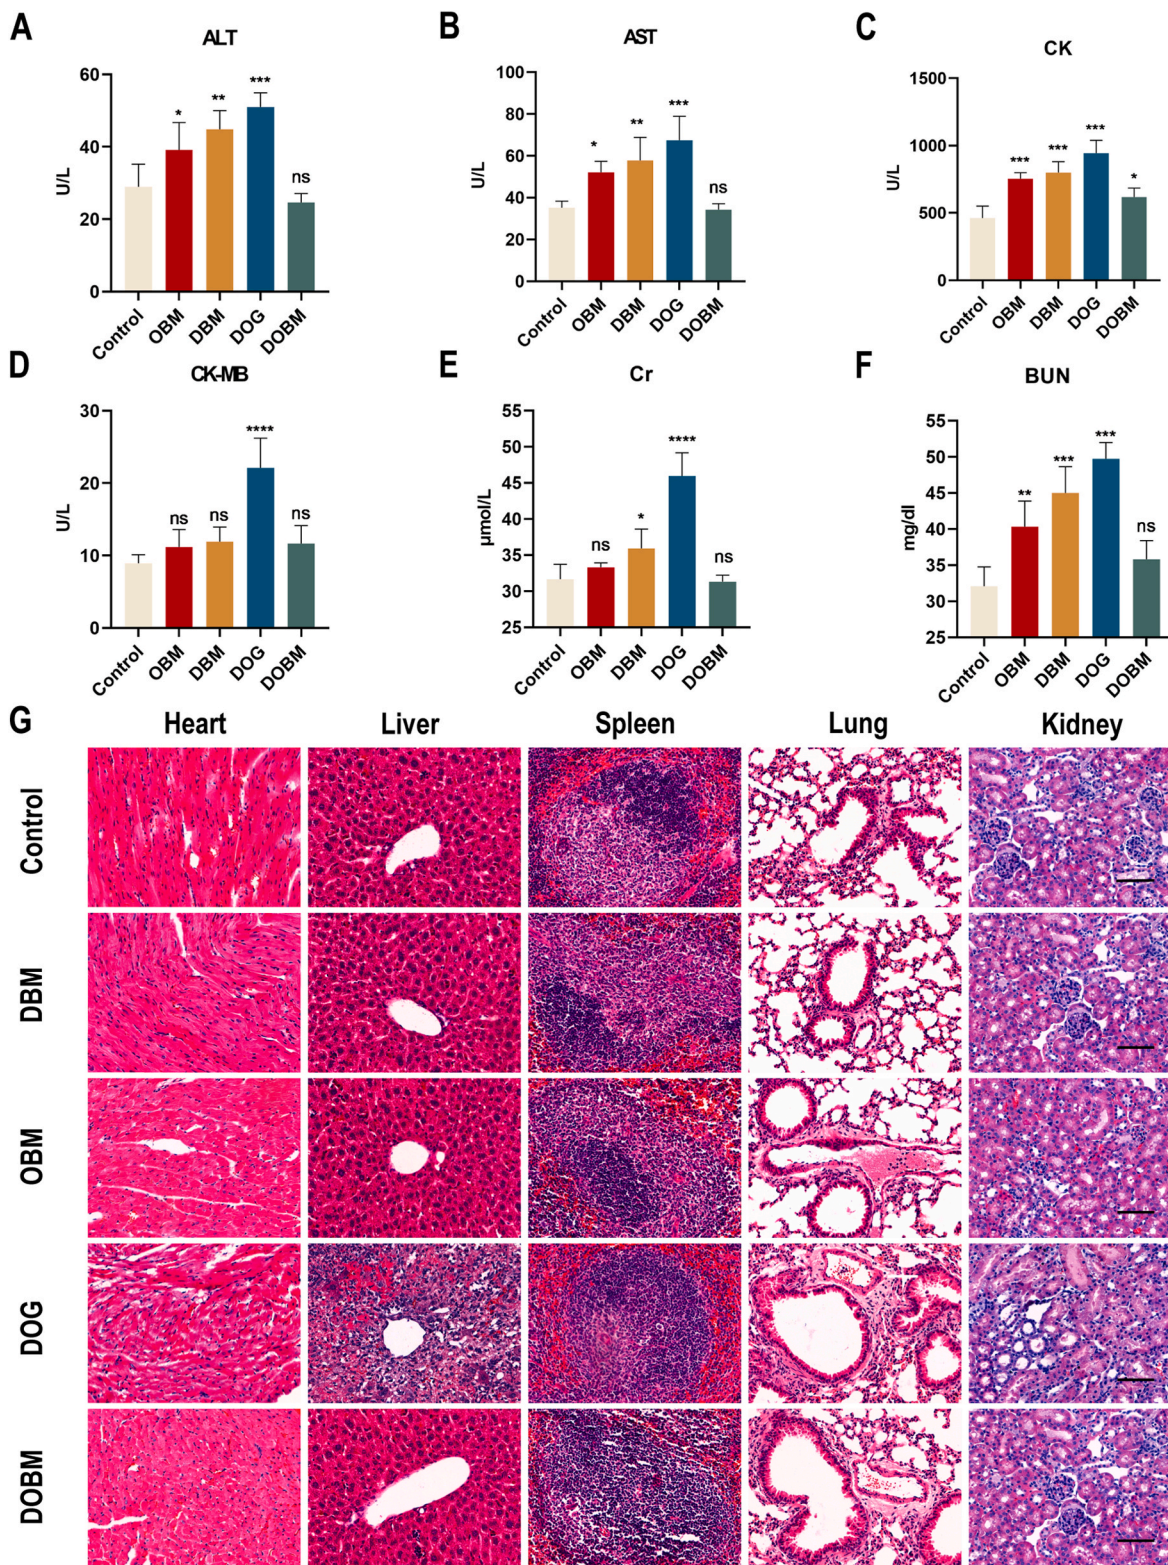 A
ALT
60
40
20
0
U/L
*
**
***
ns
Control
OBM
DBM
DOG
DOBM
B
AST
100
80
60
40
20
0
U/L
*
**
***
ns
Control
OBM
DBM
DOG
DOBM
C
CK
1500
1000
500
0
U/L
***
***
***
*
Control
OBM
DBM
DOG
DOBM
D
CK-MB
30
20
10
0
U/L
ns
ns
****
ns
Control
OBM
DBM
DOG
DOBM
E
Cr
55
50
45
40
35
30
25
μmol/L
ns
*
****
ns
Control
OBM
DBM
DOG
DOBM
F
BUN
55
50
45
40
35
30
25
mg/dl
**
***
***
ns
Control
OBM
DBM
DOG
DOBM
G
Heart Liver Spleen Lung Kidney
Control
DBM
OBM
DOG
DOBM